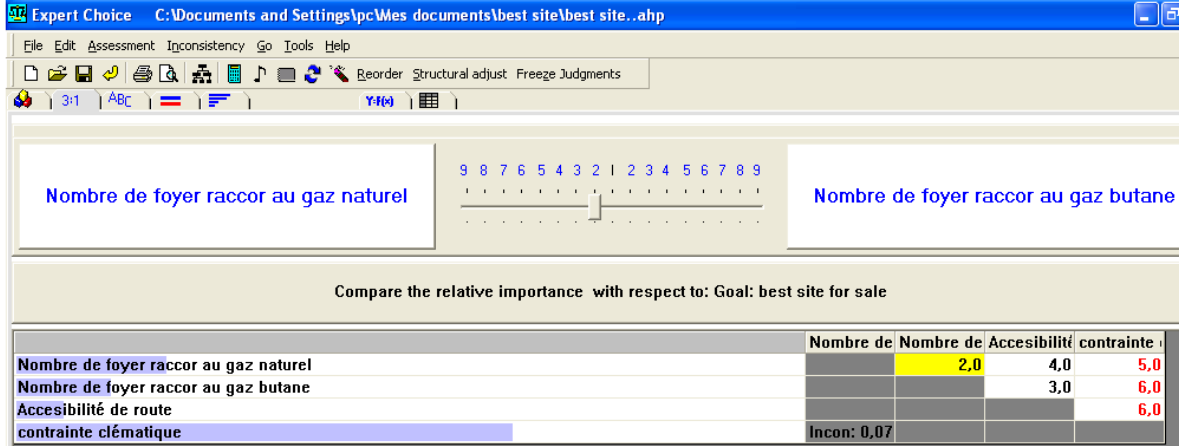 Expert Choice C:\Documents and Settings\pc\Mes documents\best site\best site..ahp
File Edit Assessment Inconsistency Go Tools Help
Reorder Structural adjust Freeze Judgments
3:1 ABC Y=F(x)
9 8 7 6 5 4 3 2 1 2 3 4 5 6 7 8 9
Nombre de foyer raccor au gaz naturel Nombre de foyer raccor au gaz butane
Compare the relative importance with respect to: Goal: best site for sale
Nombre de Nombre de Accesibilité contrainte
Nombre de foyer raccor au gaz naturel 2,0 4,0 5,0
Nombre de foyer raccor au gaz butane 3,0 6,0
Accesibilité de route 6,0
contrainte clématique Incon: 0,07